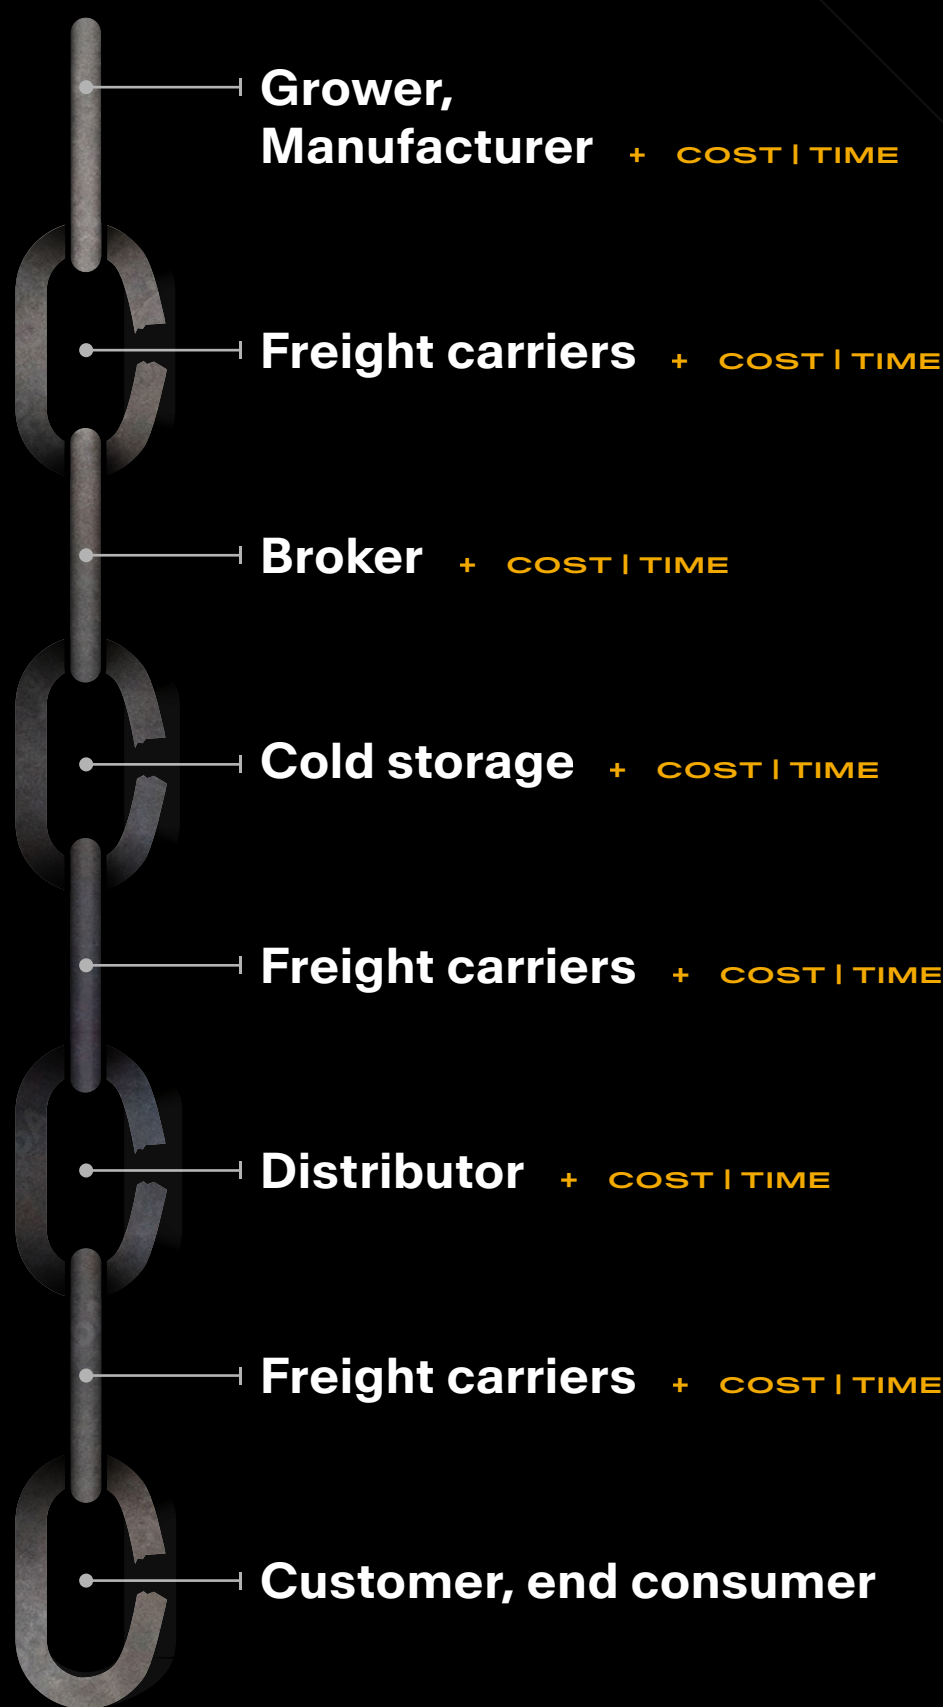 Grower,
Manufacturer + COST | TIME
Freight carriers + COST | TIME
Broker + COST | TIME
Cold storage + COST | TIME
Freight carriers + COST | TIME
Distributor + COST | TIME
Freight carriers + COST | TIME
Customer, end consumer